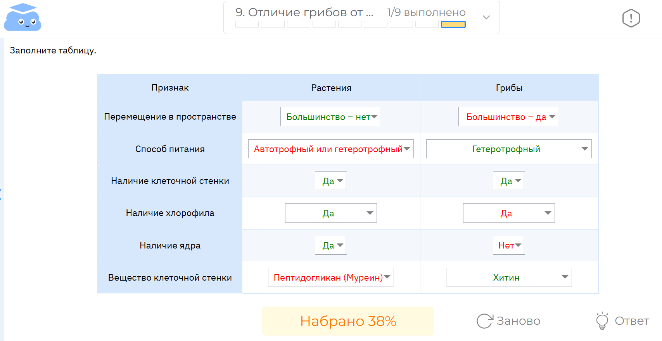 9. Отличие грибов от ... 1/9 выполнено
Заполните таблицу.
Признак Растения Грибы
Перемещение в пространстве Большинство – нет Большинство – да
Способ питания Автотрофный или гетеротрофный Гетеротрофный
Наличие клеточной стенки Да Да
Наличие хлорофила Да Да
Наличие ядра Да Нет
Вещество клеточной стенки Пептидогликан (Муреин) Хитин
Набрано 38% Заново Ответ